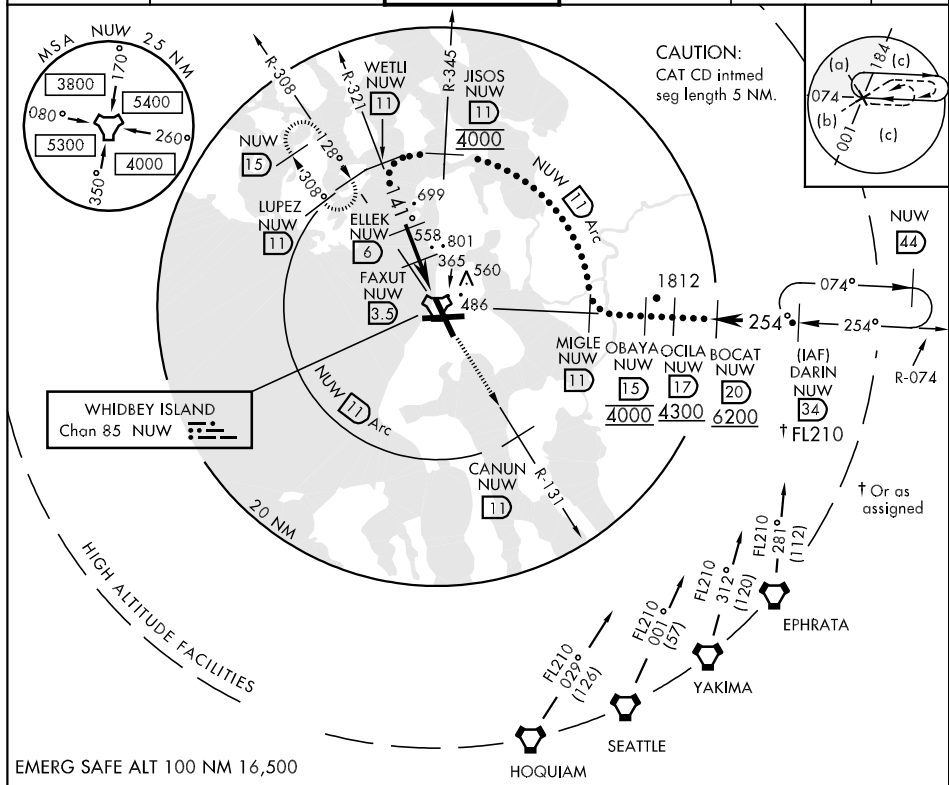 MSA NUW 25 NM
170°
3800
5400
080°
260°
5300
4000
350°
R-308
R-321
R-345
WETLI
NUW
11
JISOS
NUW
11
4000
CAUTION:
CAT CD intmed
seg length 5 NM.
(a)
184
(c)
074
(b)
001
(c)
NUW
15
128°
308°
141°
LUPEZ
NUW
11
ELLEK
NUW
6
699
558
801
365
560
486
FAXUT
NUW
3.5
NUW 11 Arc
1812
NUW
44
074°
254°
254°
R-074
MIGLE
NUW
11
OBAYA
NUW
15
4000
OCILA
NUW
17
4300
BOCAT
NUW
20
6200
(IAF)
DARIN
NUW
34
† FL210
† Or as
assigned
WHIDBEY ISLAND
Chan 85 NUW
NUW 11 Arc
CANUN
NUW
11
R-131
20 NM
HIGH ALTITUDE FACILITIES
FL210
029°
(126)
HOQUIAM
FL210
001°
(57)
SEATTLE
FL210
312°
(120)
YAKIMA
FL210
281°
(112)
EPHRATA
EMERG SAFE ALT 100 NM 16,500